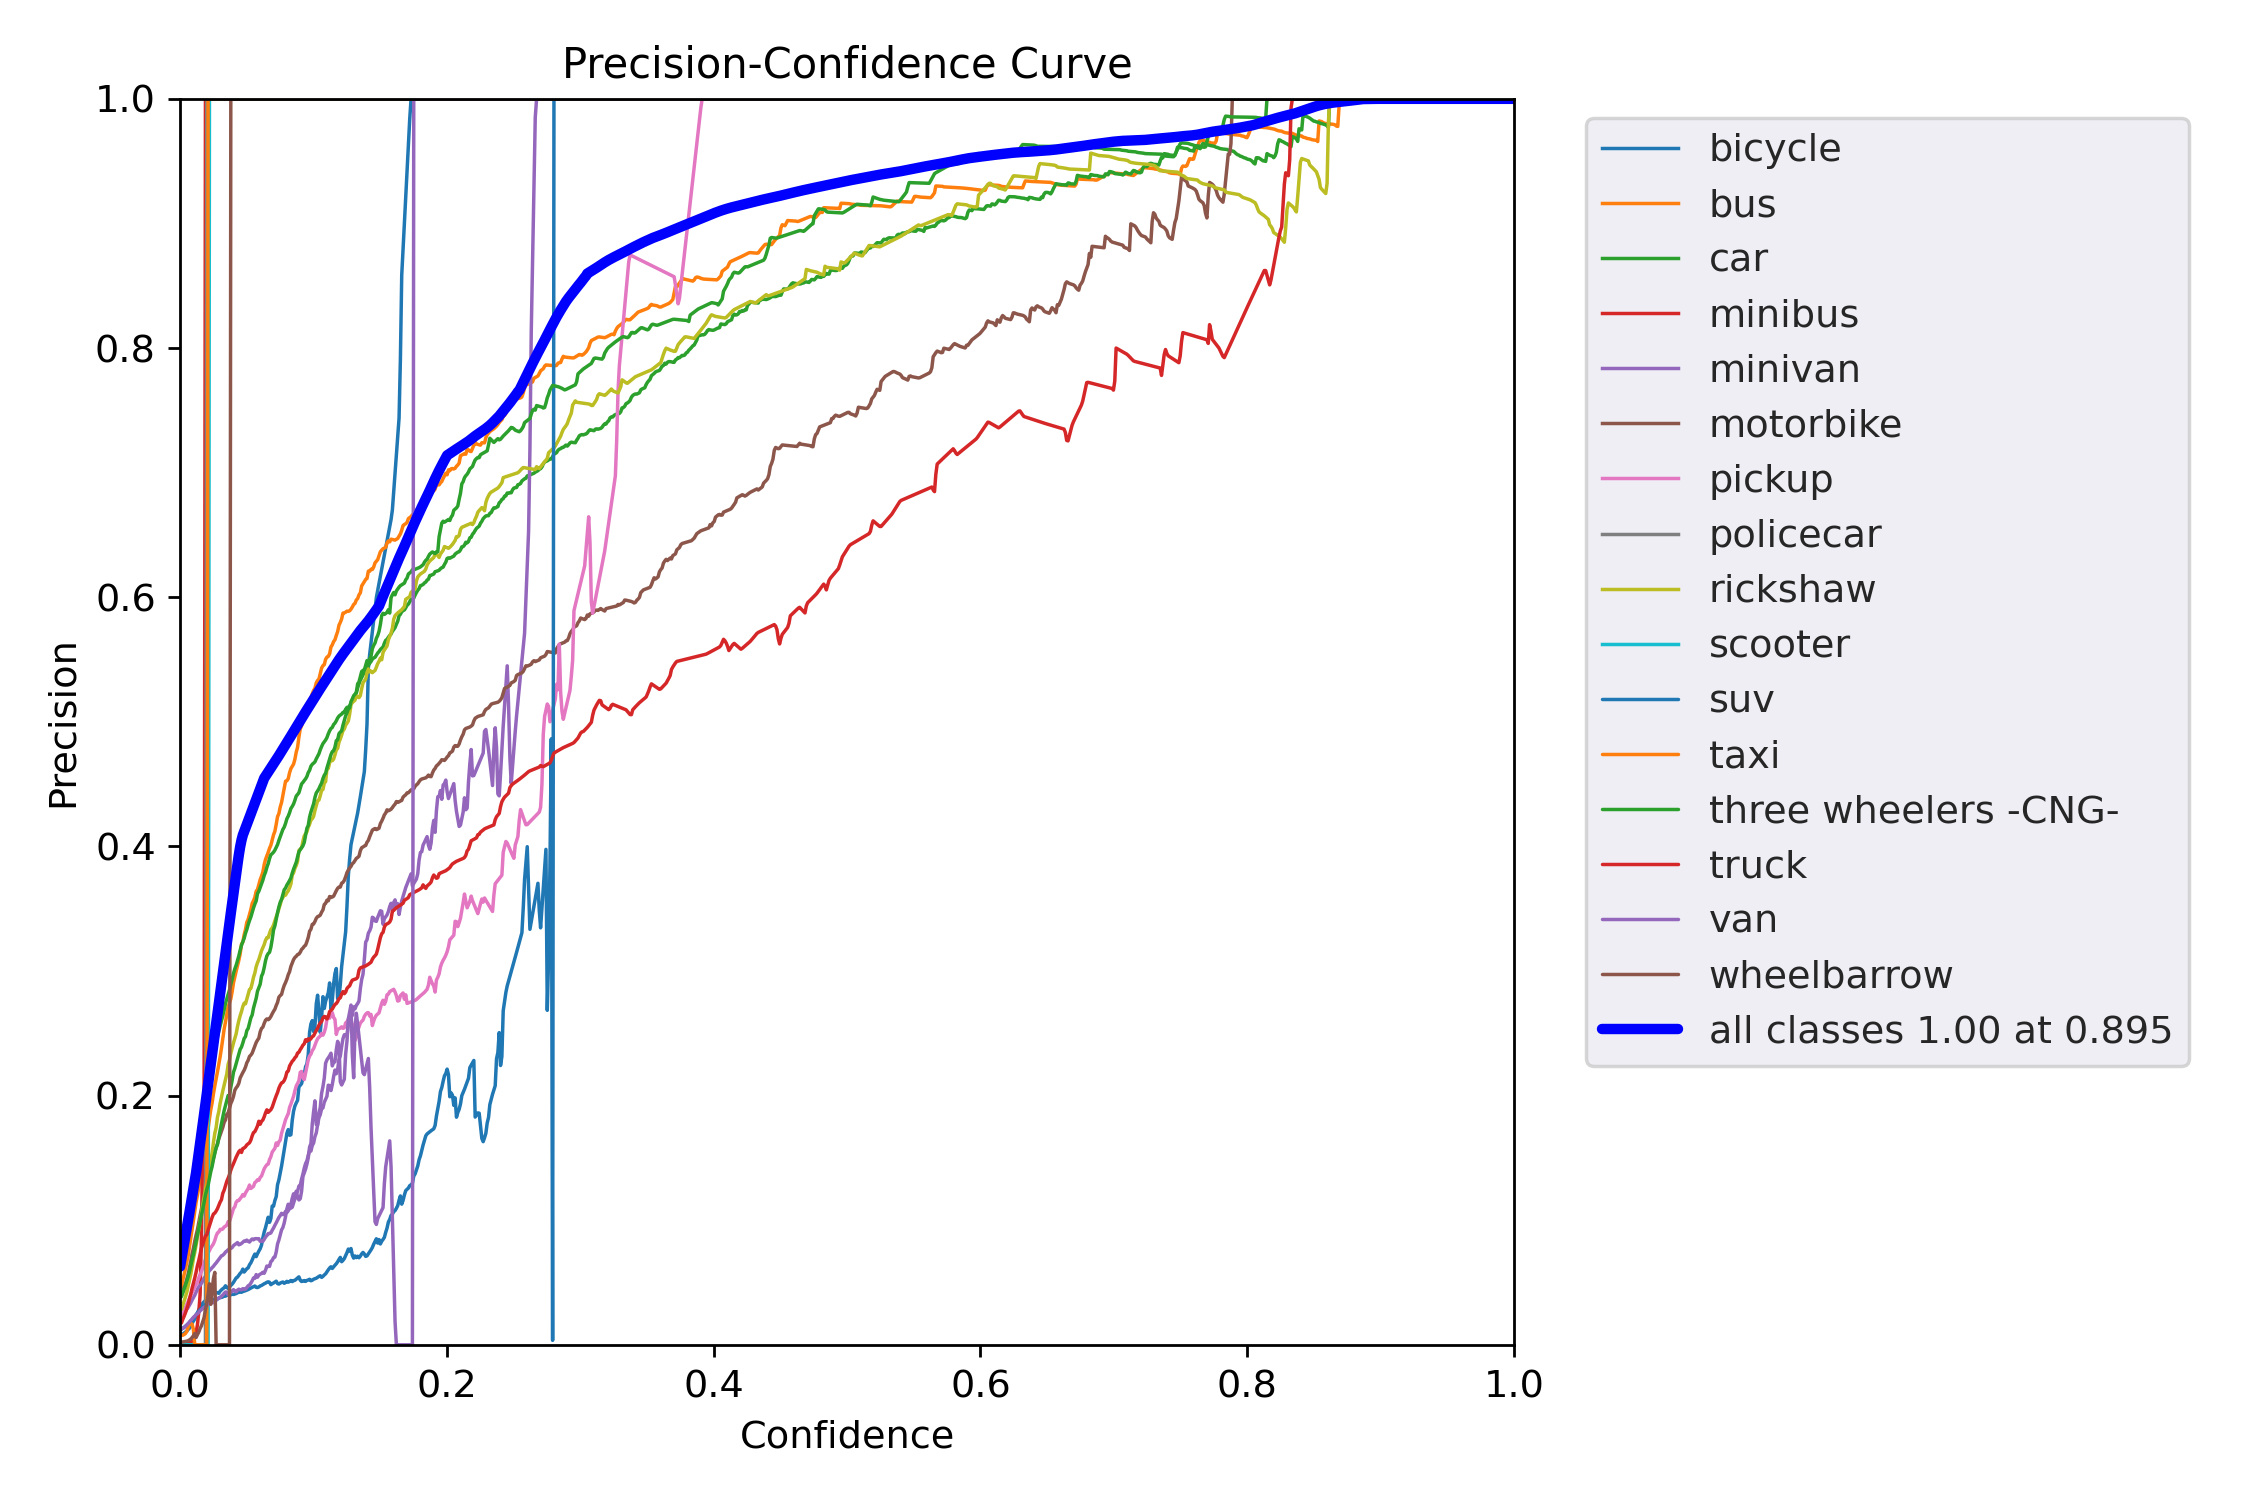 Precision-Confidence Curve
1.0
0.8
0.6
0.4
0.2
0.0
Precision
0.0 0.2 0.4 0.6 0.8 1.0
Confidence
bicycle
bus
car
minibus
minivan
motorbike
pickup
policecar
rickshaw
scooter
suv
taxi
three wheelers -CNG-
truck
van
wheelbarrow
all classes 1.00 at 0.895